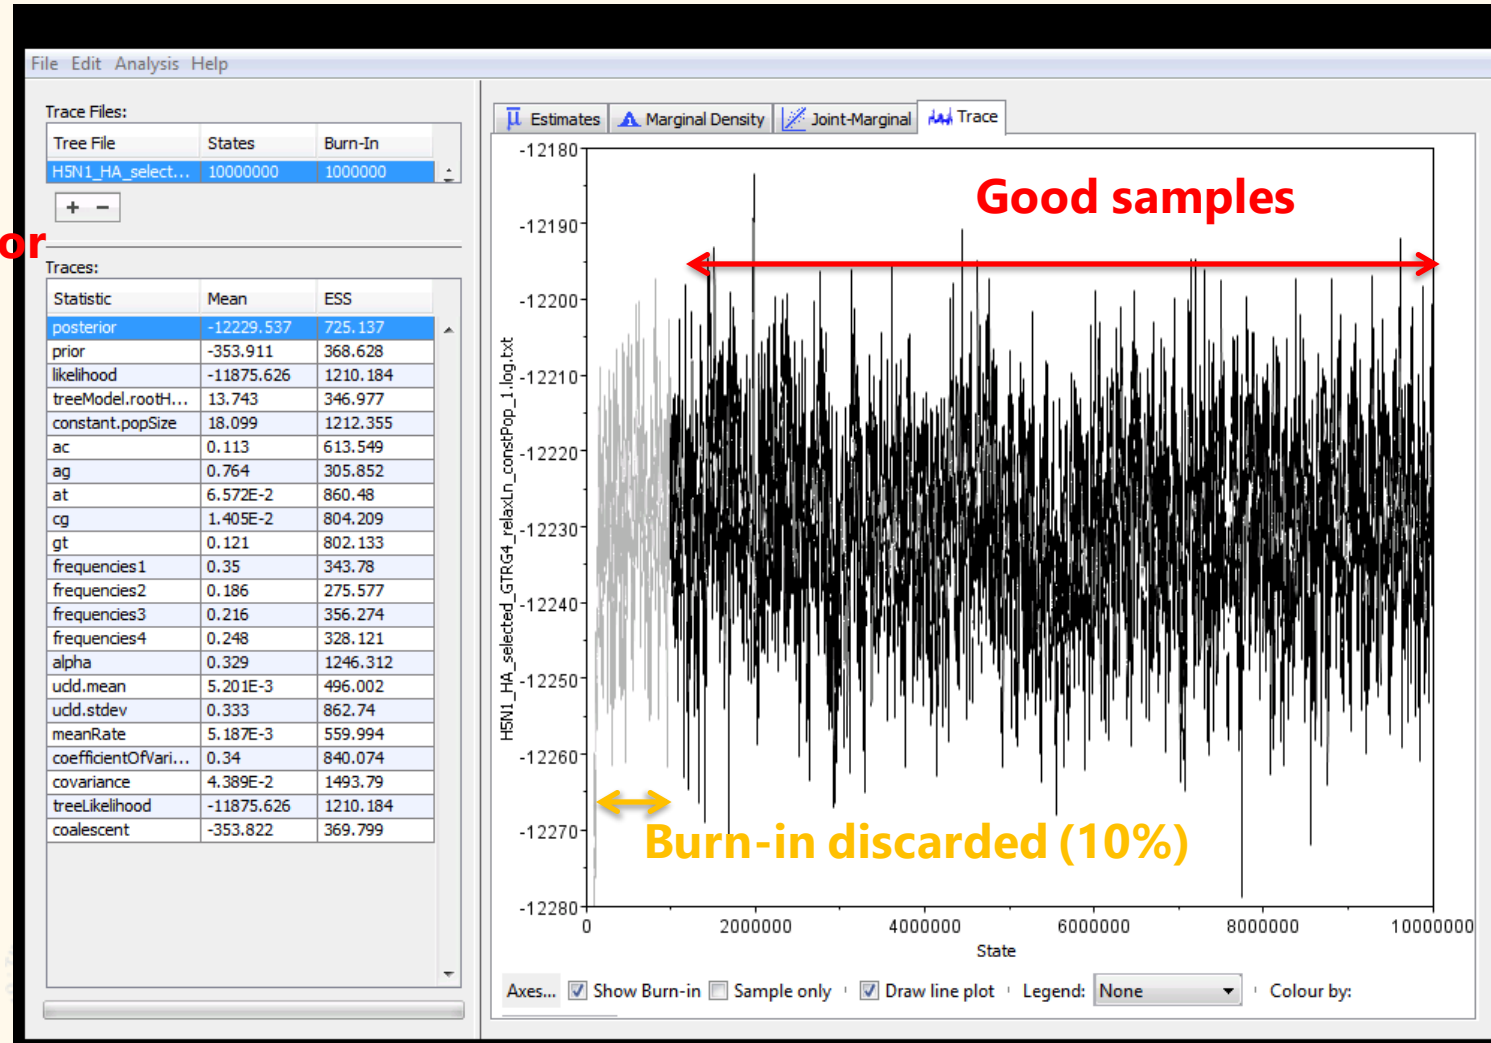 File Edit Analysis Help
Trace Files:
Tree File States Burn-In
H5N1_HA_select... 10000000 1000000
+ -
or
Traces:
Statistic Mean ESS
posterior -12229.537 725.137
prior -353.911 368.628
likelihood -11875.626 1210.184
treeModel.rootH... 13.743 346.977
constant.popSize 18.099 1212.355
ac 0.113 613.549
ag 0.764 305.852
at 6.572E-2 860.48
cg 1.405E-2 804.209
gt 0.121 802.133
frequencies1 0.35 343.78
frequencies2 0.186 275.577
frequencies3 0.216 356.274
frequencies4 0.248 328.121
alpha 0.329 1246.312
ucld.mean 5.201E-3 496.002
ucld.stdev 0.333 862.74
meanRate 5.187E-3 559.994
coefficientOfVari... 0.34 840.074
covariance 4.389E-2 1493.79
treeLikelihood -11875.626 1210.184
coalescent -353.822 369.799
Estimates Marginal Density Joint-Marginal Trace
Good samples
-12180
-12190
-12200
-12210
-12220
-12230
-12240
-12250
-12260
-12270
-12280
H5N1_HA_selected_GTRG4_relaxLn_constPop_1.log.txt
Burn-in discarded (10%)
0 2000000 4000000 6000000 8000000 10000000
State
Axes... Show Burn-in Sample only Draw line plot Legend: None Colour by: